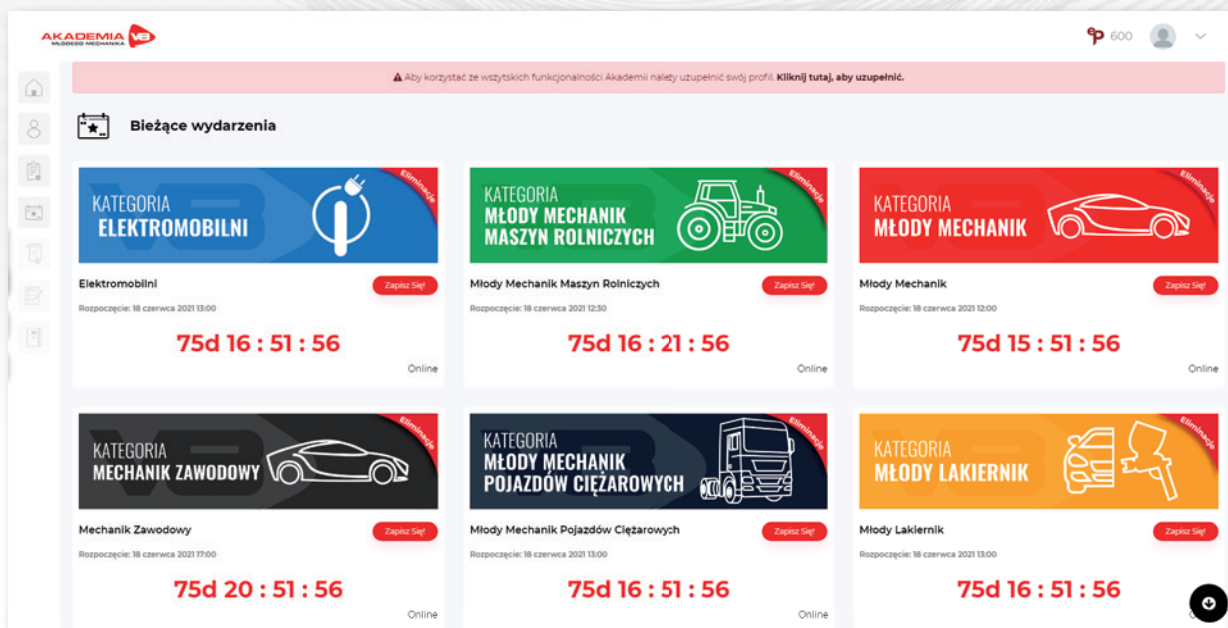 AKADEMIA V8
MŁODEGO MECHANIKA
eP 600
Aby korzystać ze wszytskich funkcjonalności Akademii należy uzupełnić swój profil. Kliknij tutaj, aby uzupełnić.
Bieżące wydarzenia
KATEGORIA
ELEKTROMOBILNI
Eliminacje
Elektromobilni
Zapisz Się!
Rozpoczęcie: 18 czerwca 2021 13:00
75d 16 : 51 : 56
Online
KATEGORIA
MŁODY MECHANIK
MASZYN ROLNICZYCH
Eliminacje
Młody Mechanik Maszyn Rolniczych
Zapisz Się!
Rozpoczęcie: 18 czerwca 2021 12:30
75d 16 : 21 : 56
Online
KATEGORIA
MŁODY MECHANIK
Eliminacje
Młody Mechanik
Zapisz Się!
Rozpoczęcie: 18 czerwca 2021 12:00
75d 15 : 51 : 56
Online
KATEGORIA
MECHANIK ZAWODOWY
Eliminacje
Mechanik Zawodowy
Zapisz Się!
Rozpoczęcie: 18 czerwca 2021 17:00
75d 20 : 51 : 56
Online
KATEGORIA
MŁODY MECHANIK
POJAZDÓW CIĘŻAROWYCH
Eliminacje
Młody Mechanik Pojazdów Ciężarowych
Zapisz Się!
Rozpoczęcie: 18 czerwca 2021 13:00
75d 16 : 51 : 56
Online
KATEGORIA
MŁODY LAKIERNIK
Eliminacje
Młody Lakiernik
Zapisz Się!
Rozpoczęcie: 18 czerwca 2021 13:00
75d 16 : 51 : 56